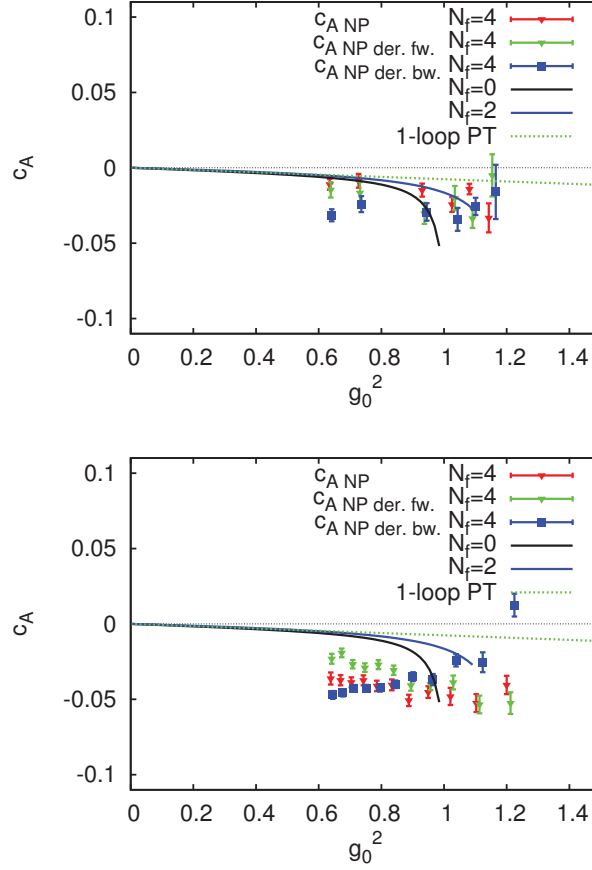 c_A NP N_f=4
c_A NP der. fw. N_f=4
c_A NP der. bw. N_f=4
N_f=0
N_f=2
1-loop PT
0.1
0.05
0
-0.05
-0.1
c_A
0 0.2 0.4 0.6 0.8 1 1.2 1.4
g_0^2
c_A NP N_f=4
c_A NP der. fw. N_f=4
c_A NP der. bw. N_f=4
N_f=0
N_f=2
1-loop PT
0.1
0.05
0
-0.05
-0.1
c_A
0 0.2 0.4 0.6 0.8 1 1.2 1.4
g_0^2